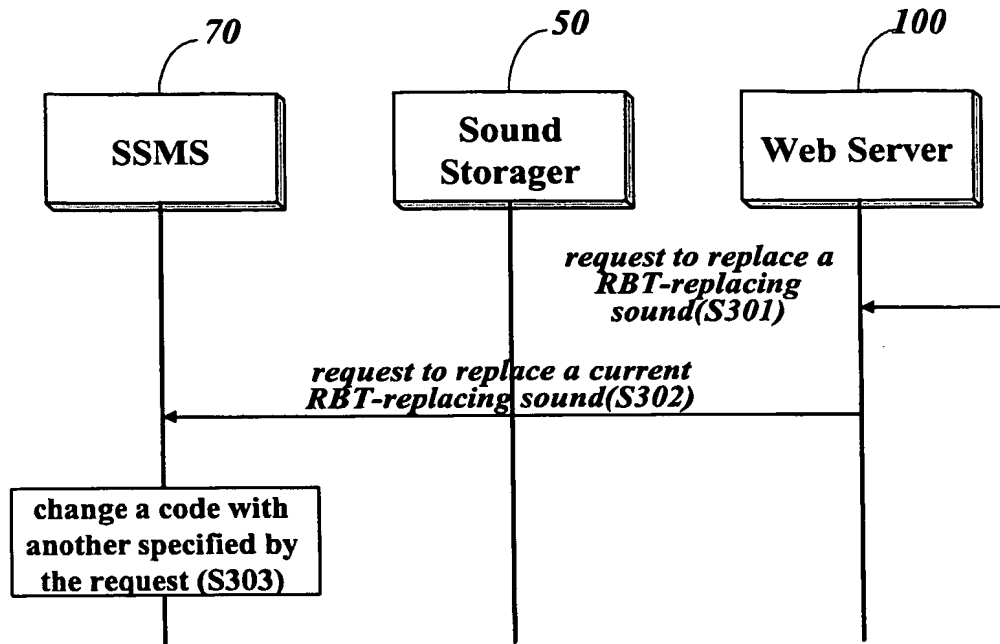 70
50
100
SSMS
Sound
Storager
Web Server
request to replace a
RBT-replacing
sound(S301)
request to replace a current
RBT-replacing sound(S302)
change a code with
another specified by
the request (S303)